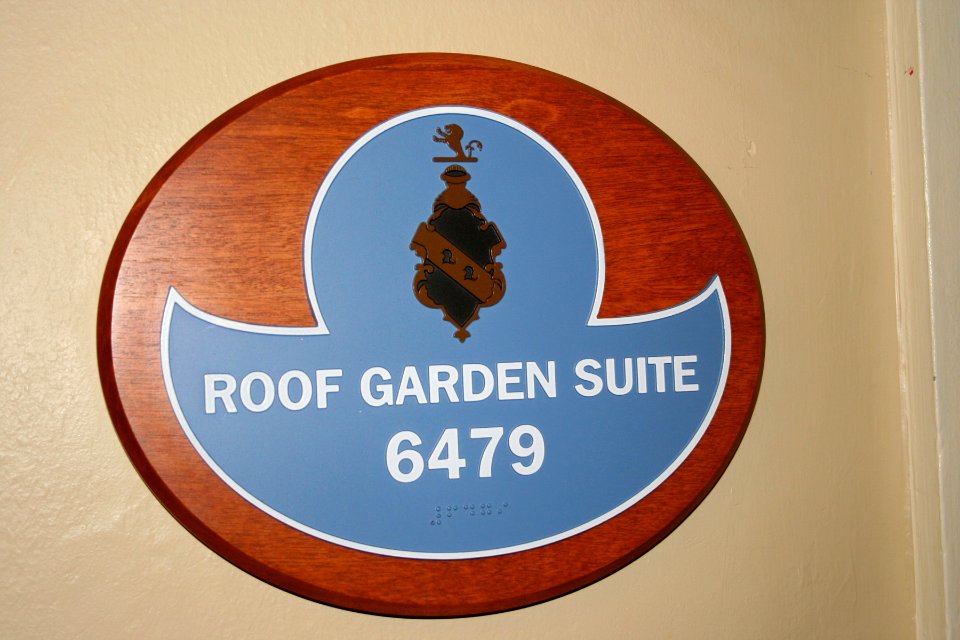 ROOF GARDEN SUITE
6479